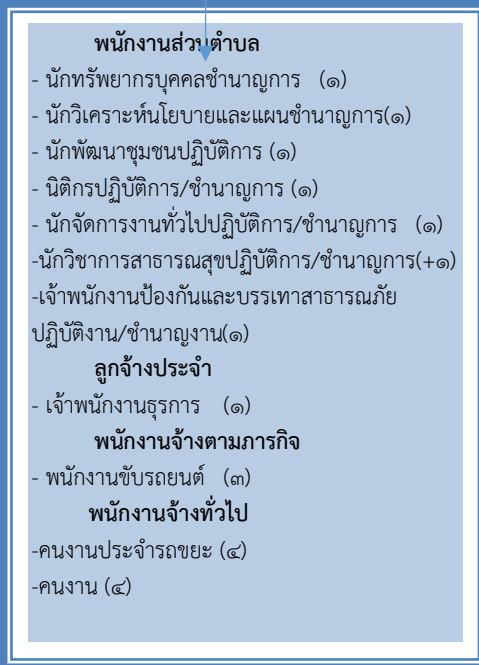 พนักงานส่วนตำบล
- นักทรัพยากรบุคคลชำนาญการ (๑)
- นักวิเคราะห์นโยบายและแผนชำนาญการ(๑)
- นักพัฒนาชุมชนปฏิบัติการ (๑)
- นิติกรปฏิบัติการ/ชำนาญการ (๑)
- นักจัดการงานทั่วไปปฏิบัติการ/ชำนาญการ (๑)
-นักวิชาการสาธารณสุขปฏิบัติการ/ชำนาญการ(+๑)
-เจ้าพนักงานป้องกันและบรรเทาสาธารณภัย
ปฏิบัติงาน/ชำนาญงาน(๑)
ลูกจ้างประจำ
- เจ้าพนักงานธุรการ (๑)
พนักงานจ้างตามภารกิจ
- พนักงานขับรถยนต์ (๓)
พนักงานจ้างทั่วไป
-คนงานประจำรถขยะ (๔)
-คนงาน (๔)